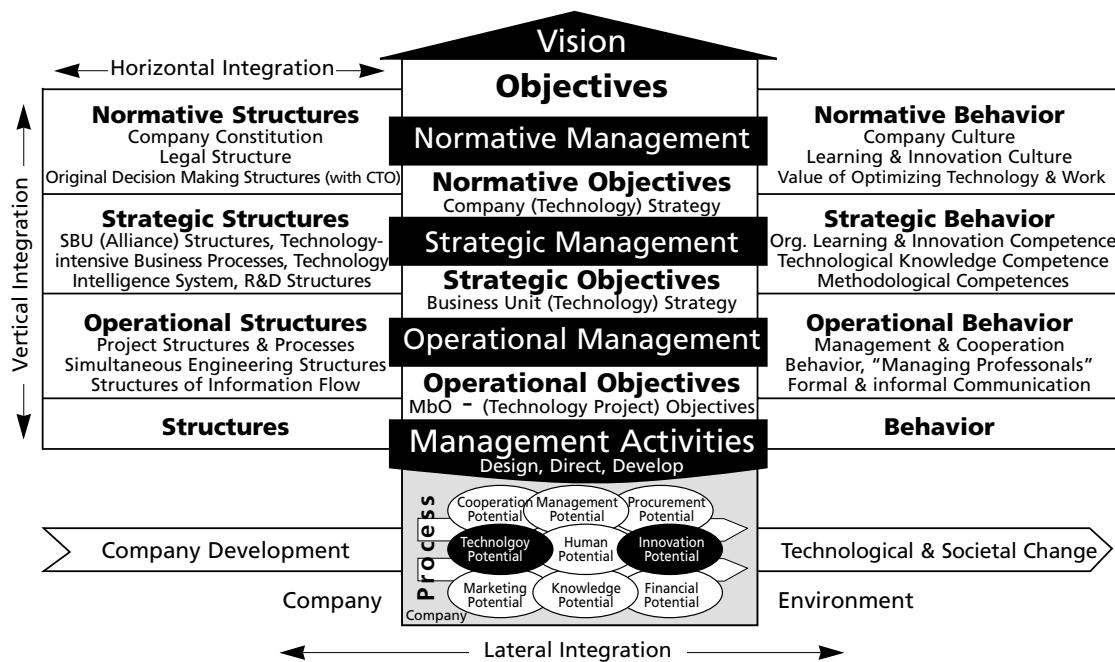 Vision
Horizontal Integration
Objectives
Vertical Integration
Normative Structures
Company Constitution
Legal Structure
Original Decision Making Structures (with CTO)
Normative Management
Normative Behavior
Company Culture
Learning & Innovation Culture
Value of Optimizing Technology & Work
Normative Objectives
Company (Technology) Strategy
Strategic Structures
SBU (Alliance) Structures, Technology-
intensive Business Processes, Technology
Intelligence System, R&D Structures
Strategic Management
Strategic Behavior
Org. Learning & Innovation Competence
Technological Knowledge Competence
Methodological Competences
Strategic Objectives
Business Unit (Technology) Strategy
Operational Structures
Project Structures & Processes
Simultaneous Engineering Structures
Structures of Information Flow
Operational Management
Operational Behavior
Management & Cooperation
Behavior, “Managing Professonals”
Formal & informal Communication
Operational Objectives
MbO - (Technology Project) Objectives
Structures
Management Activities
Design, Direct, Develop
Behavior
Process
Cooperation
Potential
Management
Potential
Procurement
Potential
Company Development
Technolgoy
Potential
Human
Potential
Innovation
Potential
Technological & Societal Change
Marketing
Potential
Knowledge
Potential
Financial
Potential
Company
Company
Environment
Lateral Integration